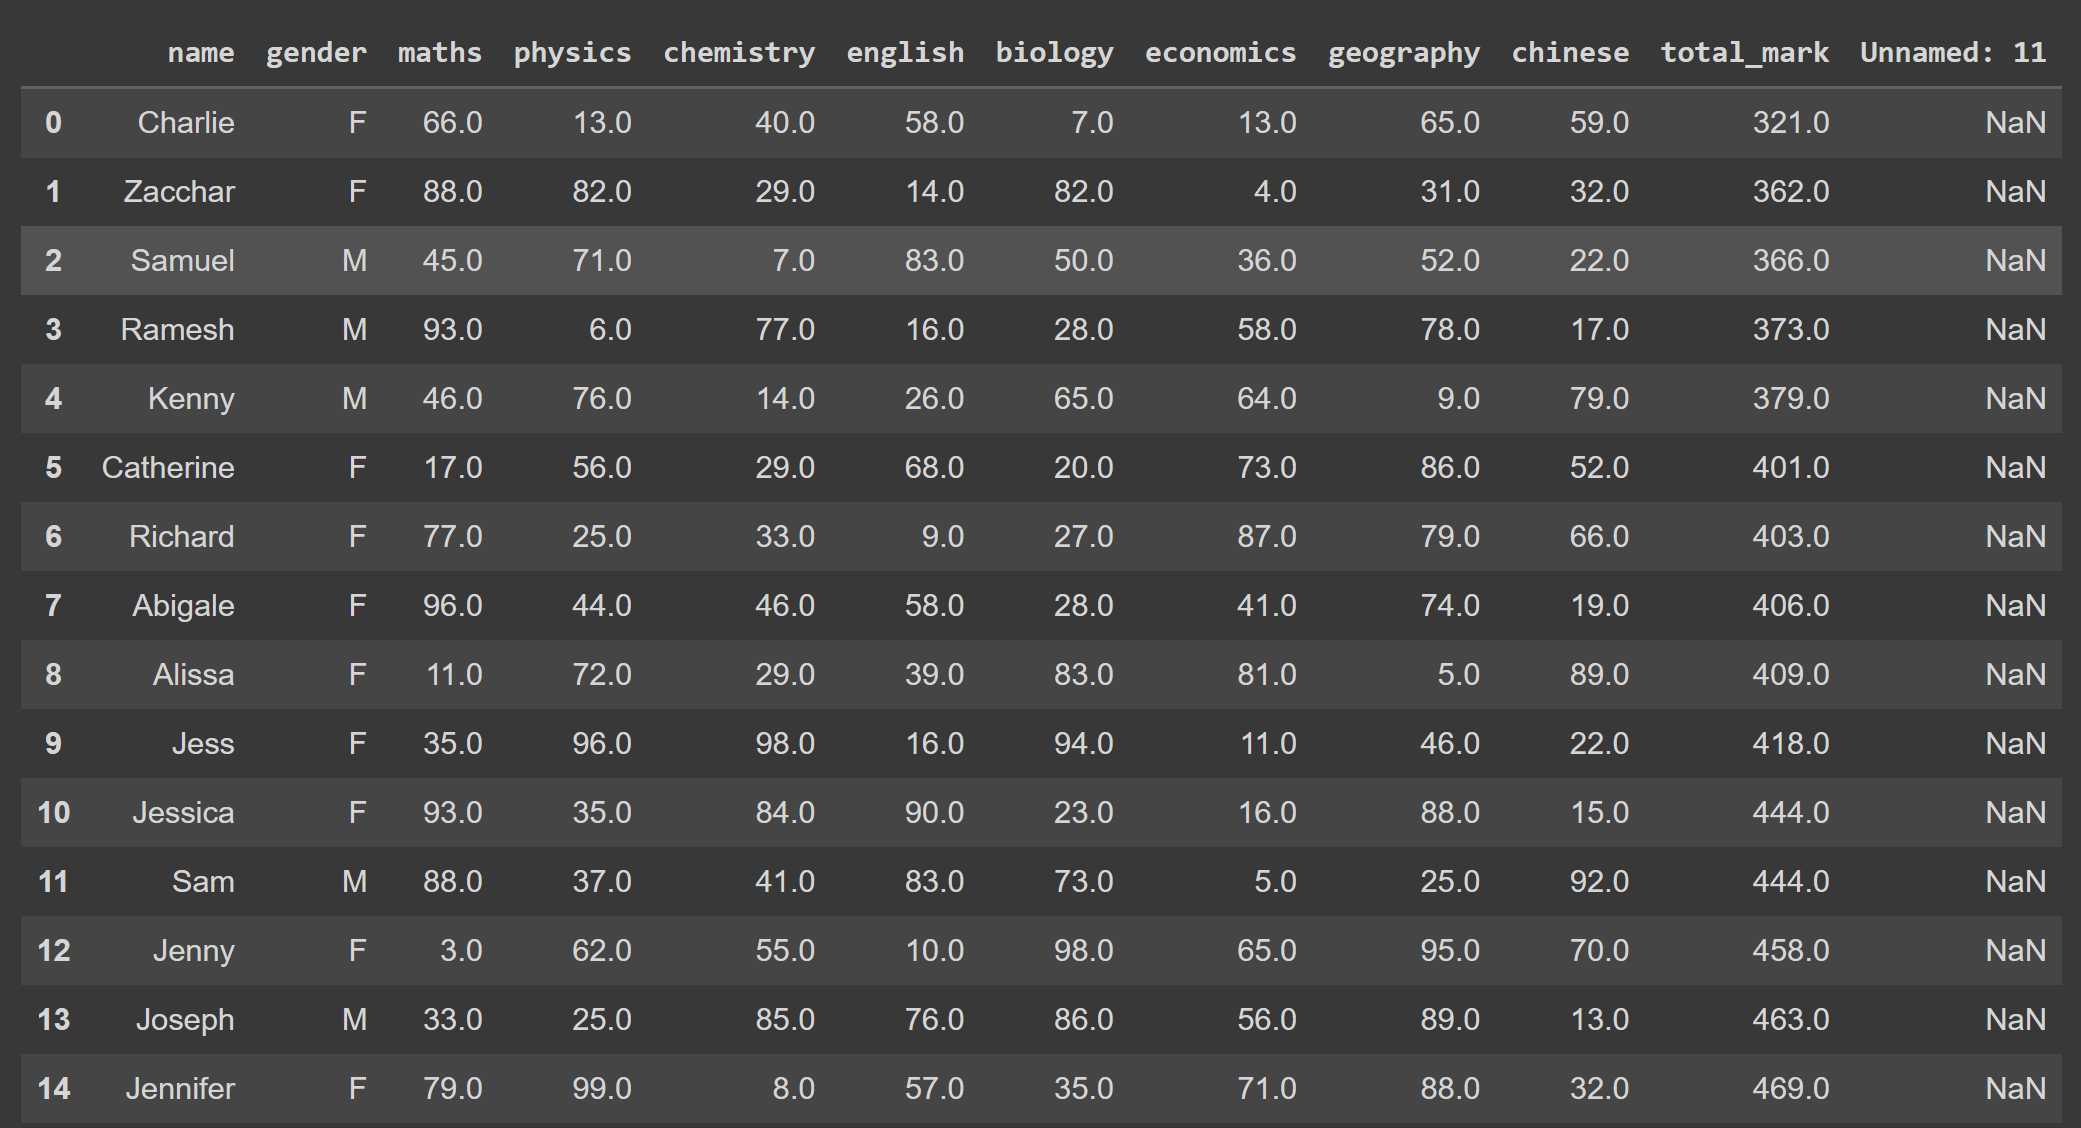 name gender maths physics chemistry english biology economics geography chinese total_mark Unnamed: 11
0 Charlie F 66.0 13.0 40.0 58.0 7.0 13.0 65.0 59.0 321.0 NaN
1 Zacchar F 88.0 82.0 29.0 14.0 82.0 4.0 31.0 32.0 362.0 NaN
2 Samuel M 45.0 71.0 7.0 83.0 50.0 36.0 52.0 22.0 366.0 NaN
3 Ramesh M 93.0 6.0 77.0 16.0 28.0 58.0 78.0 17.0 373.0 NaN
4 Kenny M 46.0 76.0 14.0 26.0 65.0 64.0 9.0 79.0 379.0 NaN
5 Catherine F 17.0 56.0 29.0 68.0 20.0 73.0 86.0 52.0 401.0 NaN
6 Richard F 77.0 25.0 33.0 9.0 27.0 87.0 79.0 66.0 403.0 NaN
7 Abigale F 96.0 44.0 46.0 58.0 28.0 41.0 74.0 19.0 406.0 NaN
8 Alissa F 11.0 72.0 29.0 39.0 83.0 81.0 5.0 89.0 409.0 NaN
9 Jess F 35.0 96.0 98.0 16.0 94.0 11.0 46.0 22.0 418.0 NaN
10 Jessica F 93.0 35.0 84.0 90.0 23.0 16.0 88.0 15.0 444.0 NaN
11 Sam M 88.0 37.0 41.0 83.0 73.0 5.0 25.0 92.0 444.0 NaN
12 Jenny F 3.0 62.0 55.0 10.0 98.0 65.0 95.0 70.0 458.0 NaN
13 Joseph M 33.0 25.0 85.0 76.0 86.0 56.0 89.0 13.0 463.0 NaN
14 Jennifer F 79.0 99.0 8.0 57.0 35.0 71.0 88.0 32.0 469.0 NaN